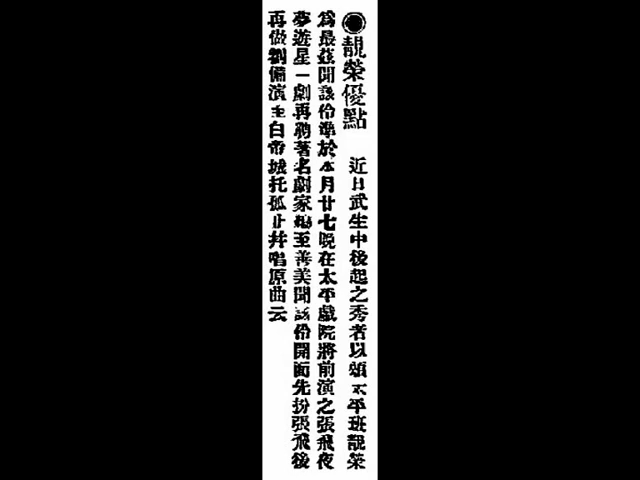 ◉靚榮優點 近日武生中後起之秀者以頌太平班靚榮
爲最茲聞該伶準於本月廿七晚在太平戲院將前演之張飛夜
夢遊星一劇再聘著名劇家編至善美聞該伶開面先扮張飛後
再做劉備演至白帝城托孤止并唱原曲云